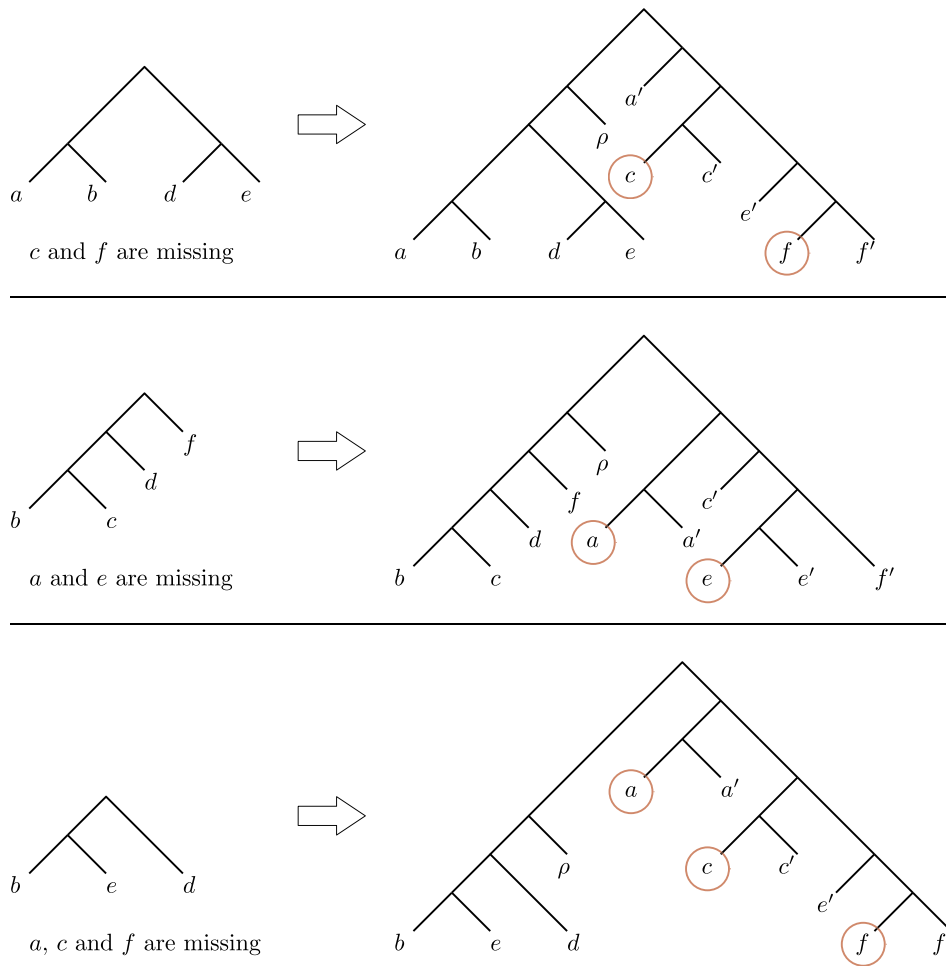 a′
ρ
c c′
a b d e
e′
a b d e f f′
c and f are missing
f
d
ρ
b c
f c′
d a a′
b c e e′ f′
a and e are missing
a a′
ρ c c′
b e d
e′
b e d f f
a, c and f are missing